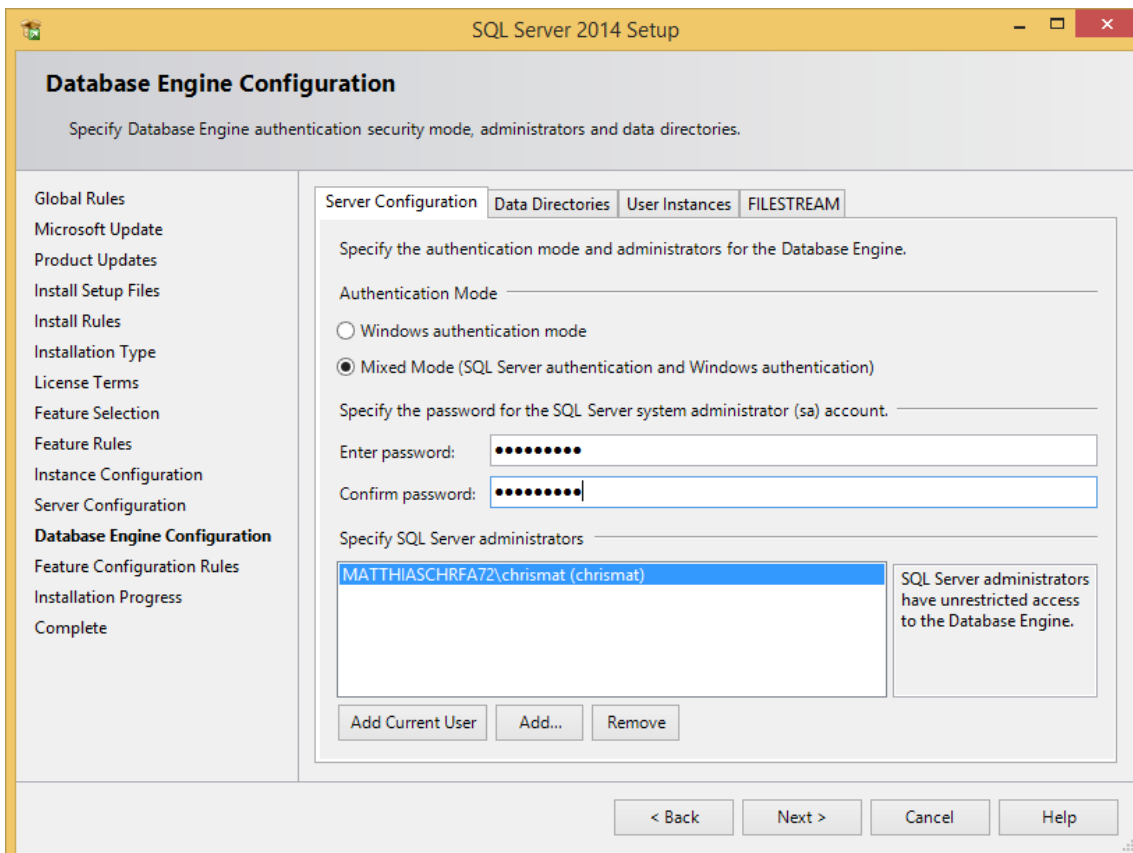 SQL Server 2014 Setup
Database Engine Configuration
Specify Database Engine authentication security mode, administrators and data directories.
Global Rules
Microsoft Update
Product Updates
Install Setup Files
Install Rules
Installation Type
License Terms
Feature Selection
Feature Rules
Instance Configuration
Server Configuration
Database Engine Configuration
Feature Configuration Rules
Installation Progress
Complete
Server Configuration Data Directories User Instances FILESTREAM
Specify the authentication mode and administrators for the Database Engine.
Authentication Mode
Windows authentication mode
Mixed Mode (SQL Server authentication and Windows authentication)
Specify the password for the SQL Server system administrator (sa) account.
Enter password: •••••••••
Confirm password: •••••••••
Specify SQL Server administrators
MATTHIASCHRFA72\chrismat (chrismat)
SQL Server administrators
have unrestricted access
to the Database Engine.
Add Current User Add... Remove
< Back Next > Cancel Help